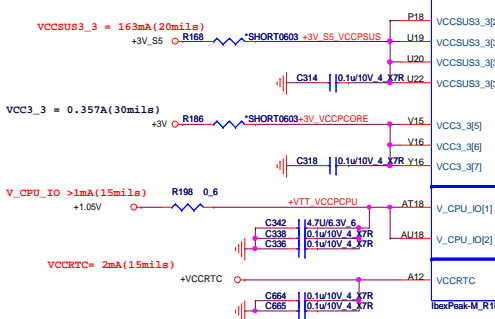 P18 VCCSUS3_3[2
VCCSUS3_3 = 163mA(20mils)
+3V_S5 R168 *SHORT0603 +3V_S5_VCCPSUS U19 VCCSUS3_3[3
U20 VCCSUS3_3[3
C314 0.1u/10V_4_X7R U22 VCCSUS3_3[3
VCC3_3 = 0.357A(30mils)
+3V R186 *SHORT0603 +3V_VCCPCORE V15 VCC3_3[5]
V16 VCC3_3[6]
C318 0.1u/10V_4_X7R Y16 VCC3_3[7]
V_CPU_IO >1mA(15mils)
+1.05V R198 0_6 +VTT_VCCPCPU AT18 V_CPU_IO[1]
C342 4.7U/6.3V_6
C338 0.1u/10V_4_X7R AU18 V_CPU_IO[2]
C336 0.1u/10V_4_X7R
VCCRTC= 2mA(15mils)
+VCCRTC A12 VCCRTC
C664 0.1u/10V_4_X7R
C665 0.1u/10V_4_X7R IbexPeak-M_R1